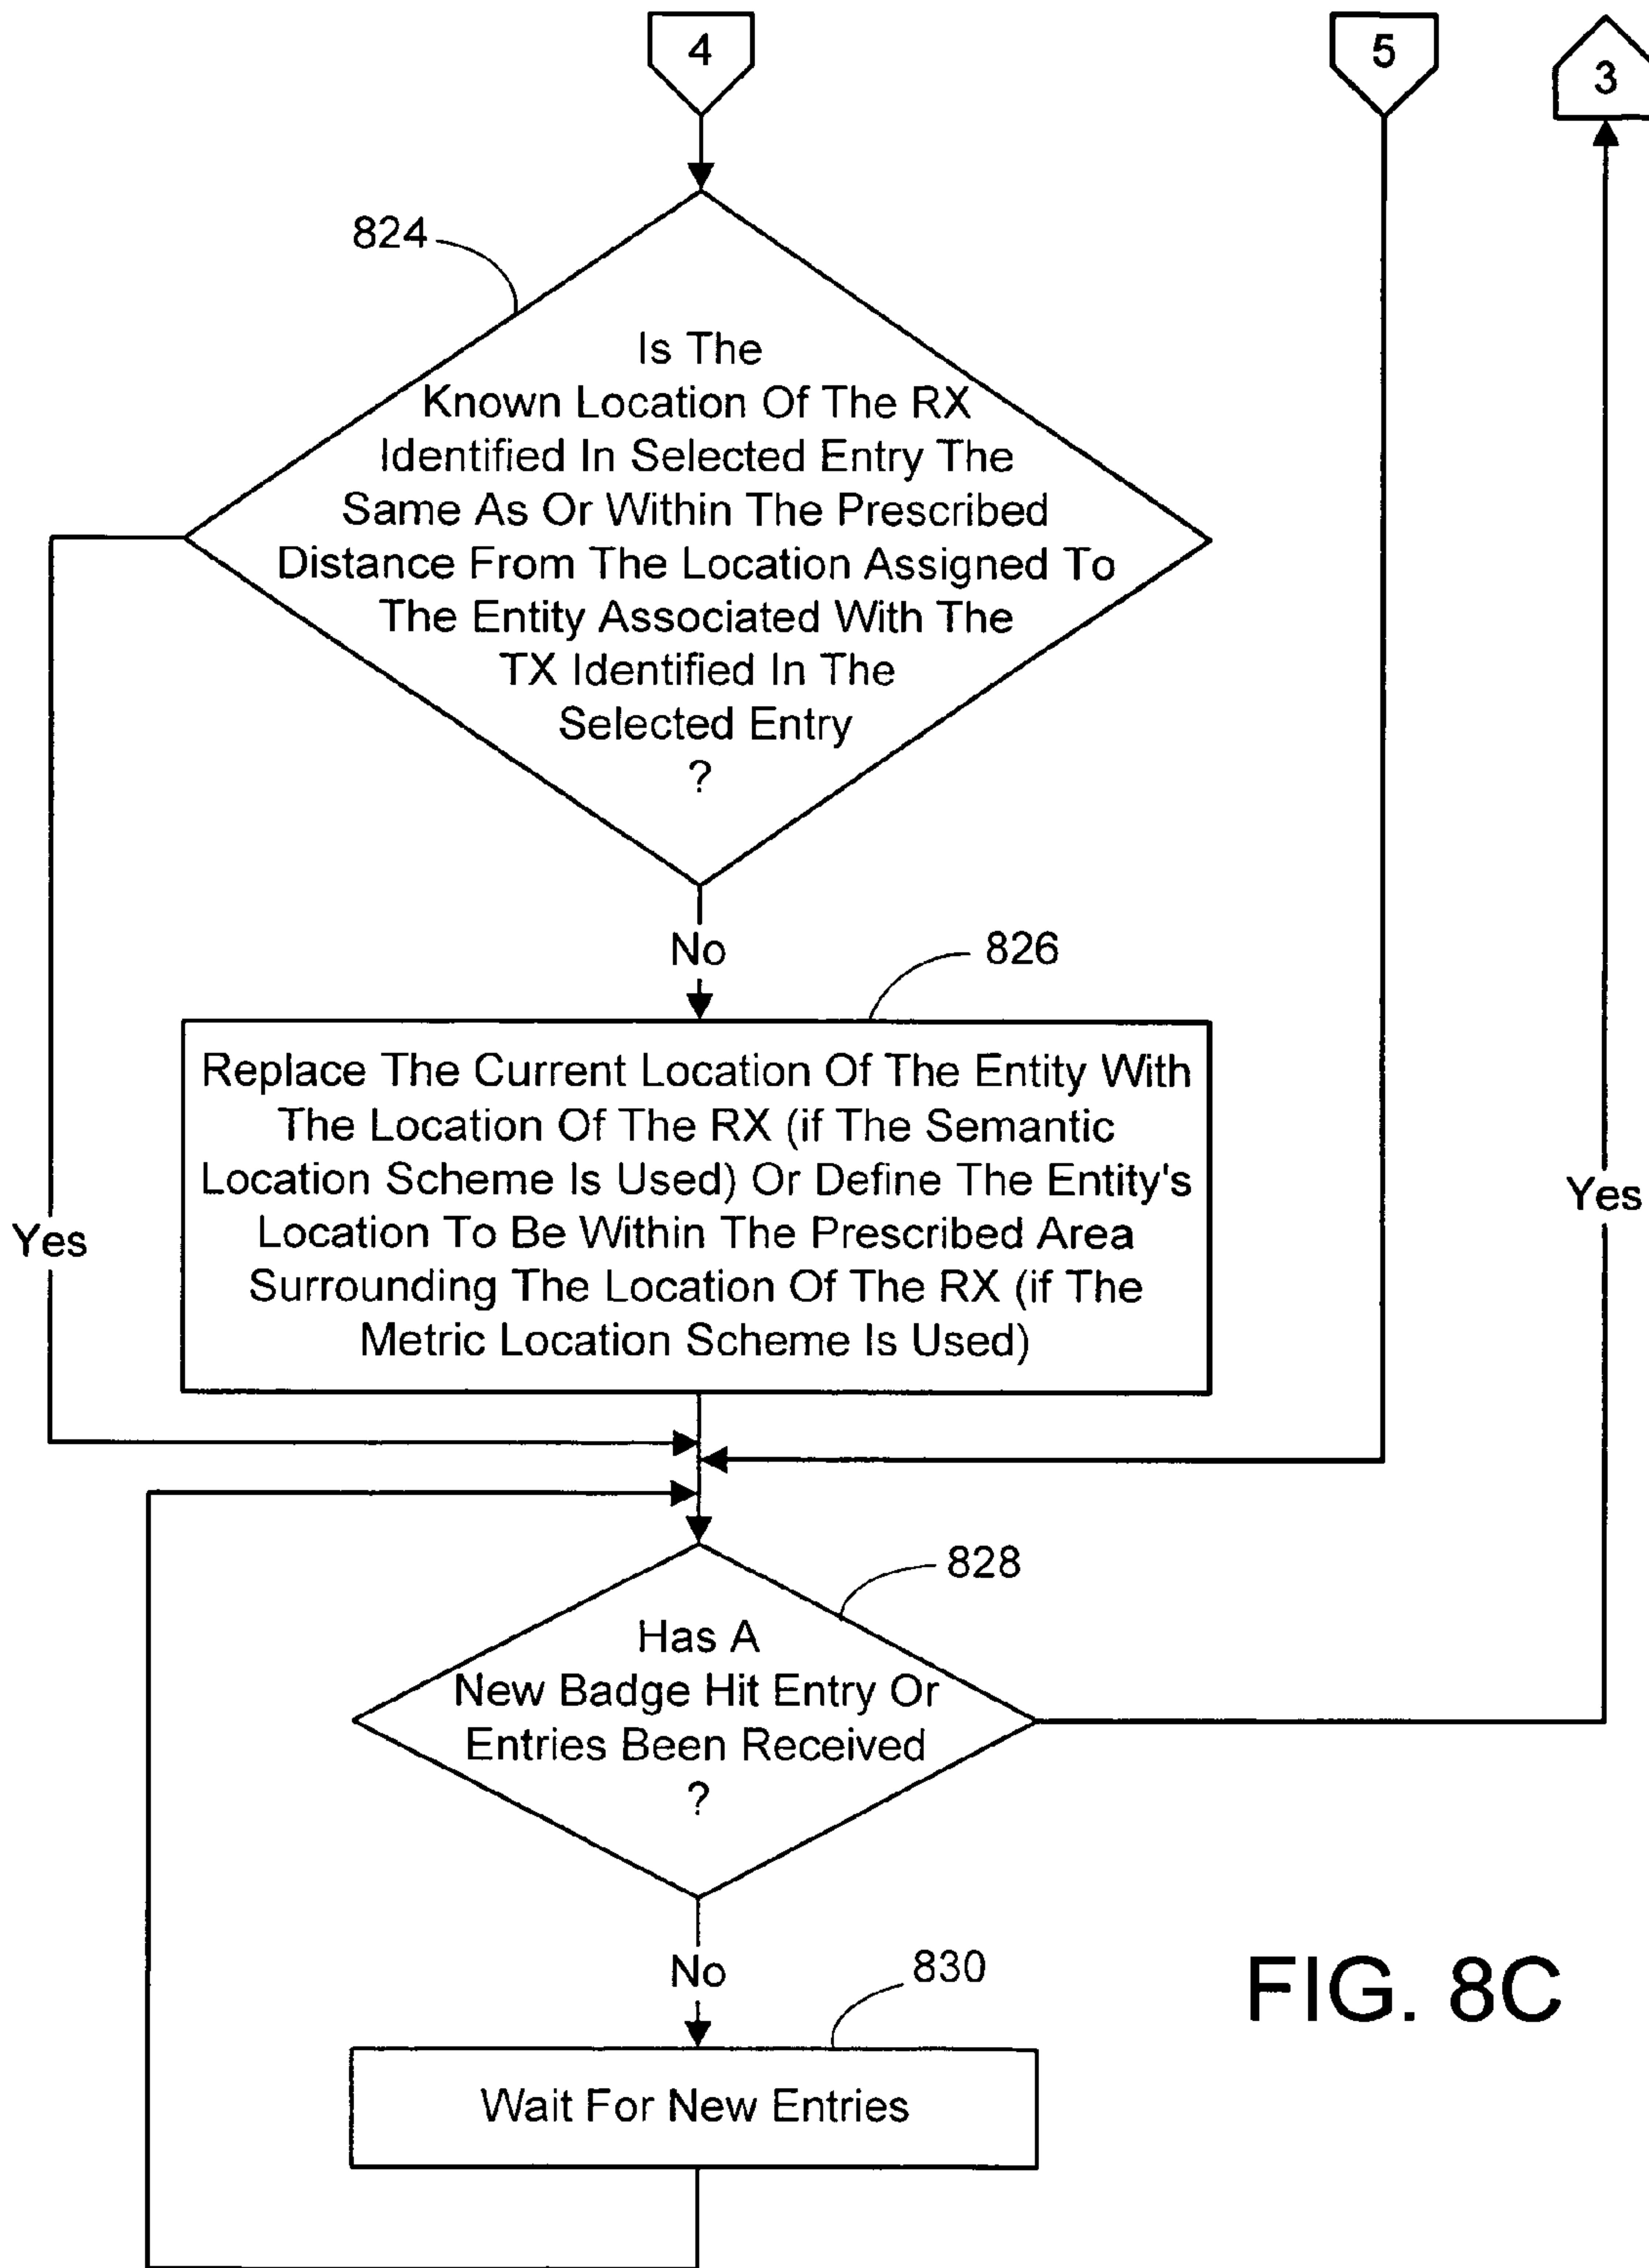 4
5
3
824
Is The
Known Location Of The RX
Identified In Selected Entry The
Same As Or Within The Prescribed
Distance From The Location Assigned To
The Entity Associated With The
TX Identified In The
Selected Entry
?
No
826
Replace The Current Location Of The Entity With
The Location Of The RX (if The Semantic
Location Scheme Is Used) Or Define The Entity's
Location To Be Within The Prescribed Area
Surrounding The Location Of The RX (if The
Metric Location Scheme Is Used)
Yes
Yes
828
Has A
New Badge Hit Entry Or
Entries Been Received
?
No
830
Wait For New Entries
FIG. 8C